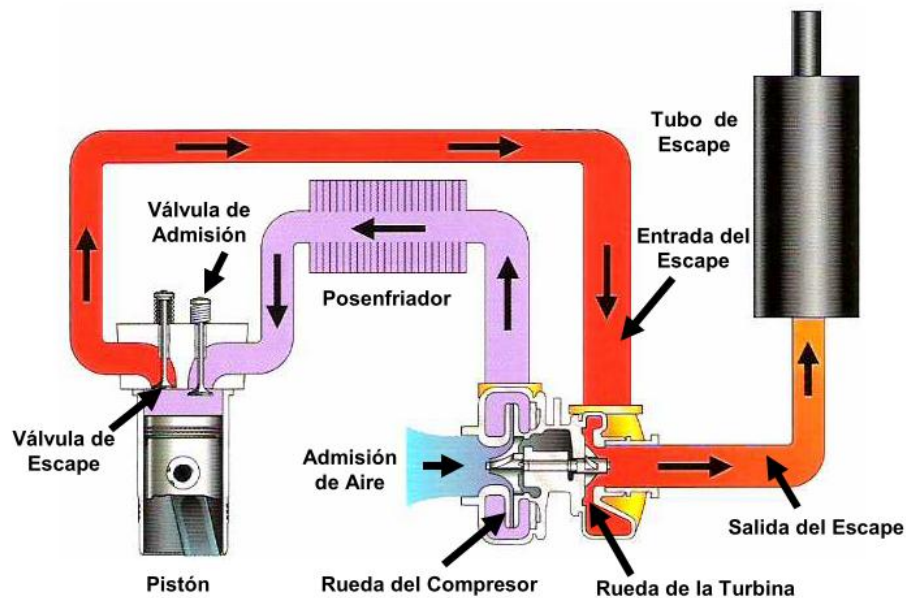 Tubo de
Escape
Válvula de
Admisión
Entrada del
Escape
Posenfriador
Válvula de
Escape
Admisión
de Aire
Salida del Escape
Pistón
Rueda del Compresor
Rueda de la Turbina